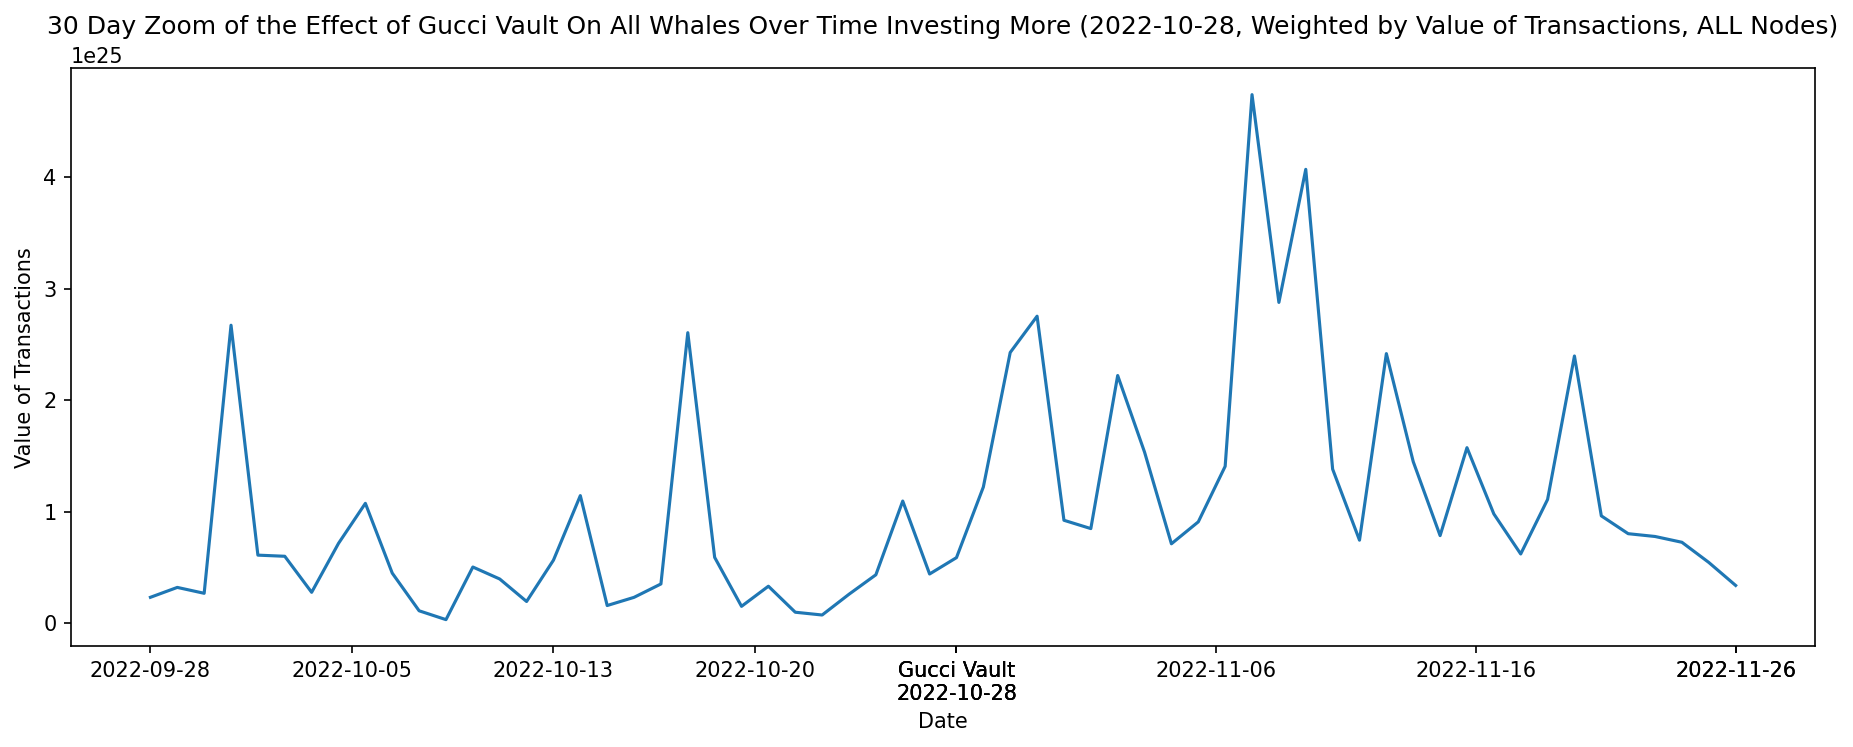 30 Day Zoom of the Effect of Gucci Vault On All Whales Over Time Investing More (2022-10-28, Weighted by Value of Transactions, ALL Nodes)
1e25
Value of Transactions
4
3
2
1
0
2022-09-28
2022-10-05
2022-10-13
2022-10-20
Gucci Vault
2022-10-28
2022-11-06
2022-11-16
2022-11-26
Date